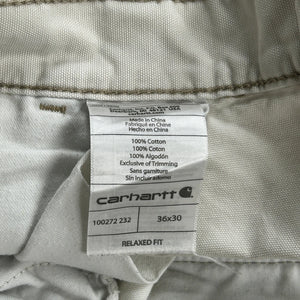 Made in China
Fabriqué en China
Hecho en China
100% Cotton
100% Coton
100% Algodón
Exclusive of Trimming
Sans garniture
Sin incluir adornos
carhartt
100272 232
36x30
RELAXED FIT